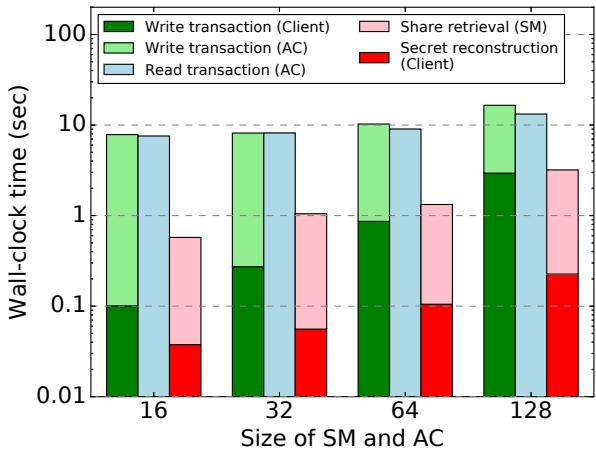 Write transaction (Client)
Write transaction (AC)
Read transaction (AC)
Share retrieval (SM)
Secret reconstruction
(Client)
Wall-clock time (sec)
100
10
1
0.1
0.01
16
32
64
128
Size of SM and AC